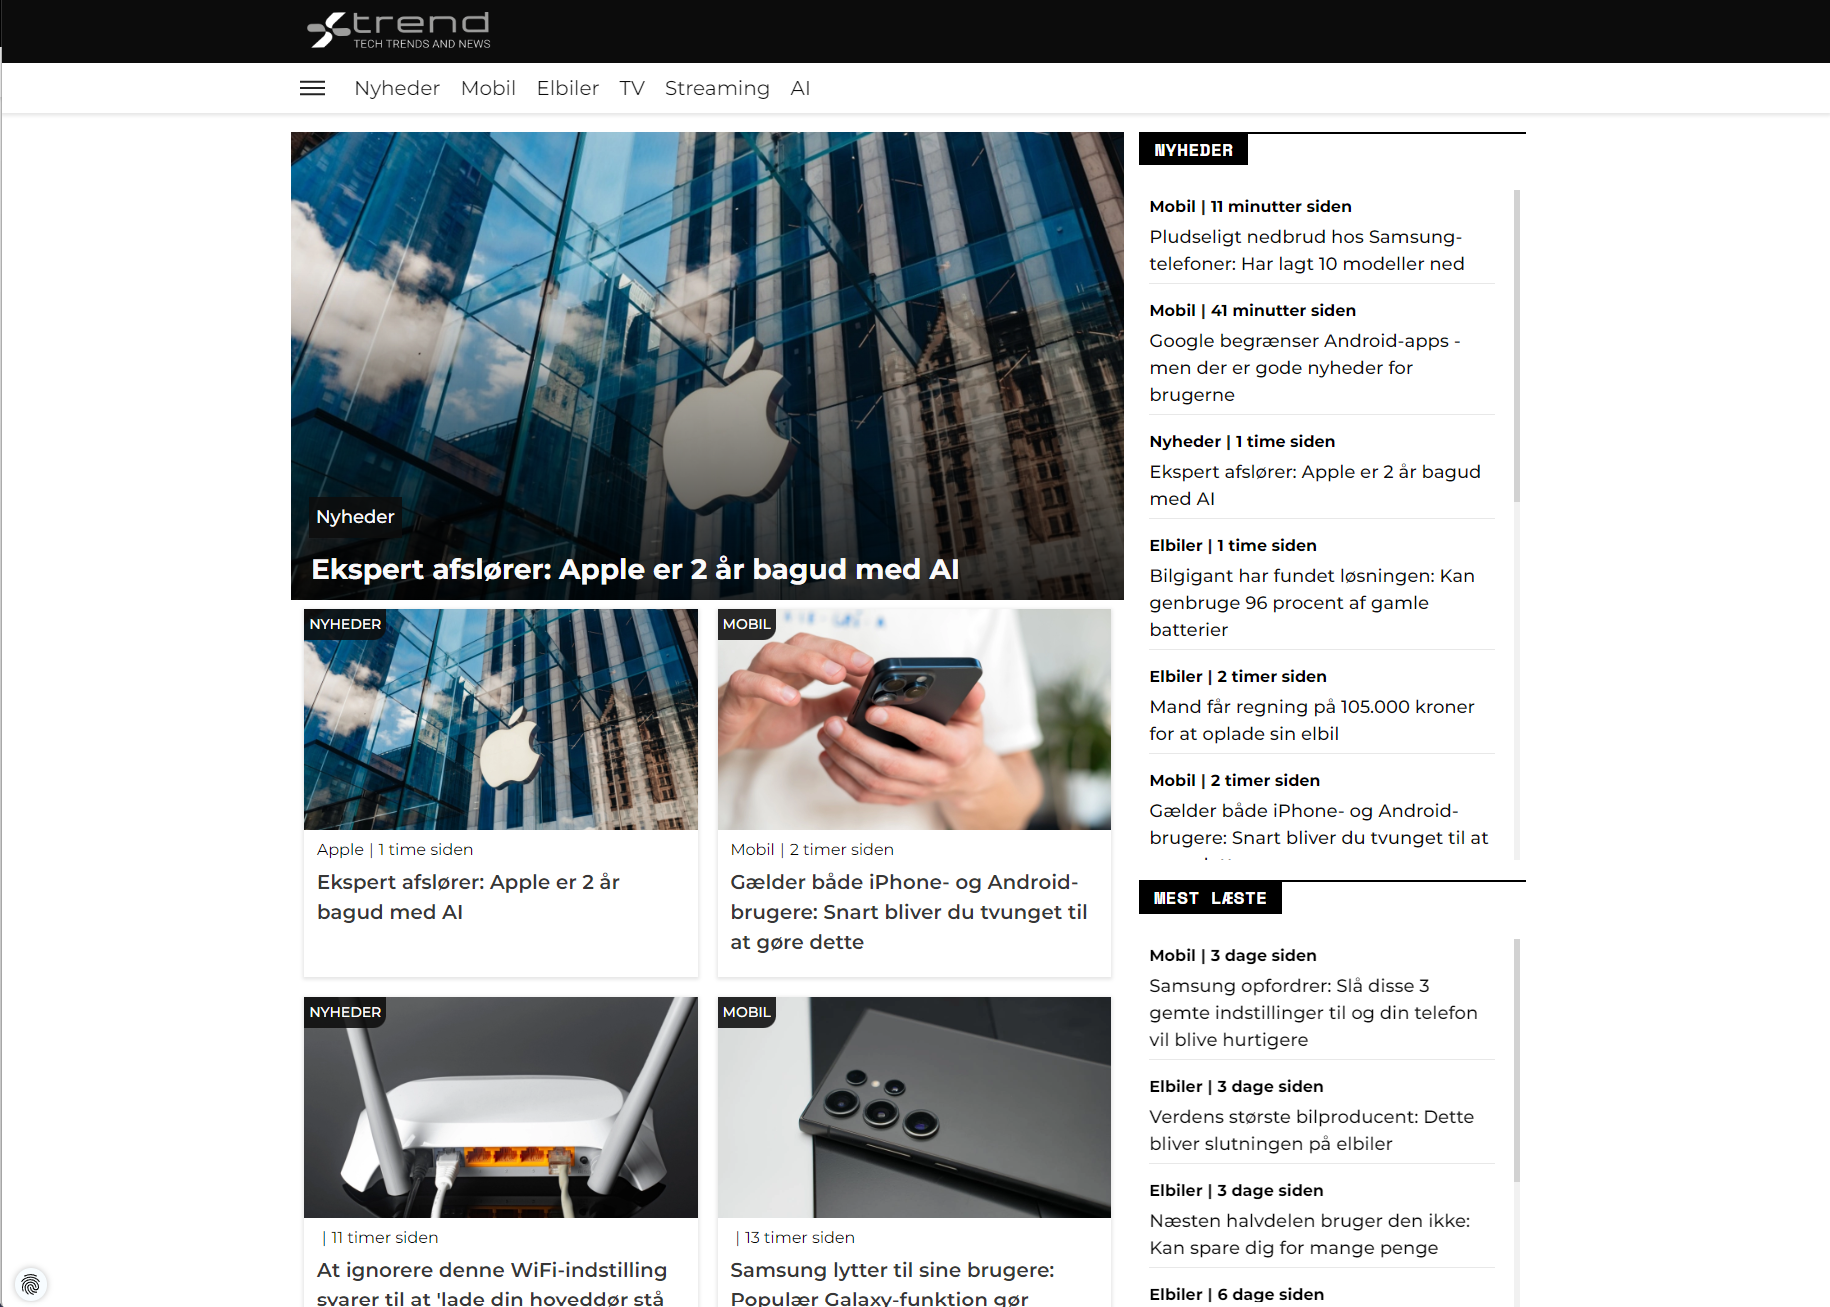 xtrend
TECH TRENDS AND NEWS
Nyheder Mobil Elbiler TV Streaming AI
Nyheder
Ekspert afslører: Apple er 2 år bagud med AI
NYHEDER
Apple | 1 time siden
Ekspert afslører: Apple er 2 år
bagud med AI
MOBIL
Mobil | 2 timer siden
Gælder både iPhone- og Android-
brugere: Snart bliver du tvunget til
at gøre dette
NYHEDER
| 11 timer siden
At ignorere denne WiFi-indstilling
svarer til at 'lade din hoveddør stå
MOBIL
| 13 timer siden
Samsung lytter til sine brugere:
Populær Galaxy-funktion gør
NYHEDER
Mobil | 11 minutter siden
Pludseligt nedbrud hos Samsung-
telefoner: Har lagt 10 modeller ned
Mobil | 41 minutter siden
Google begrænser Android-apps -
men der er gode nyheder for
brugerne
Nyheder | 1 time siden
Ekspert afslører: Apple er 2 år bagud
med AI
Elbiler | 1 time siden
Bilgigant har fundet løsningen: Kan
genbruge 96 procent af gamle
batterier
Elbiler | 2 timer siden
Mand får regning på 105.000 kroner
for at oplade sin elbil
Mobil | 2 timer siden
Gælder både iPhone- og Android-
brugere: Snart bliver du tvunget til at
MEST LÆSTE
Mobil | 3 dage siden
Samsung opfordrer: Slå disse 3
gemte indstillinger til og din telefon
vil blive hurtigere
Elbiler | 3 dage siden
Verdens største bilproducent: Dette
bliver slutningen på elbiler
Elbiler | 3 dage siden
Næsten halvdelen bruger den ikke:
Kan spare dig for mange penge
Elbiler | 6 dage siden